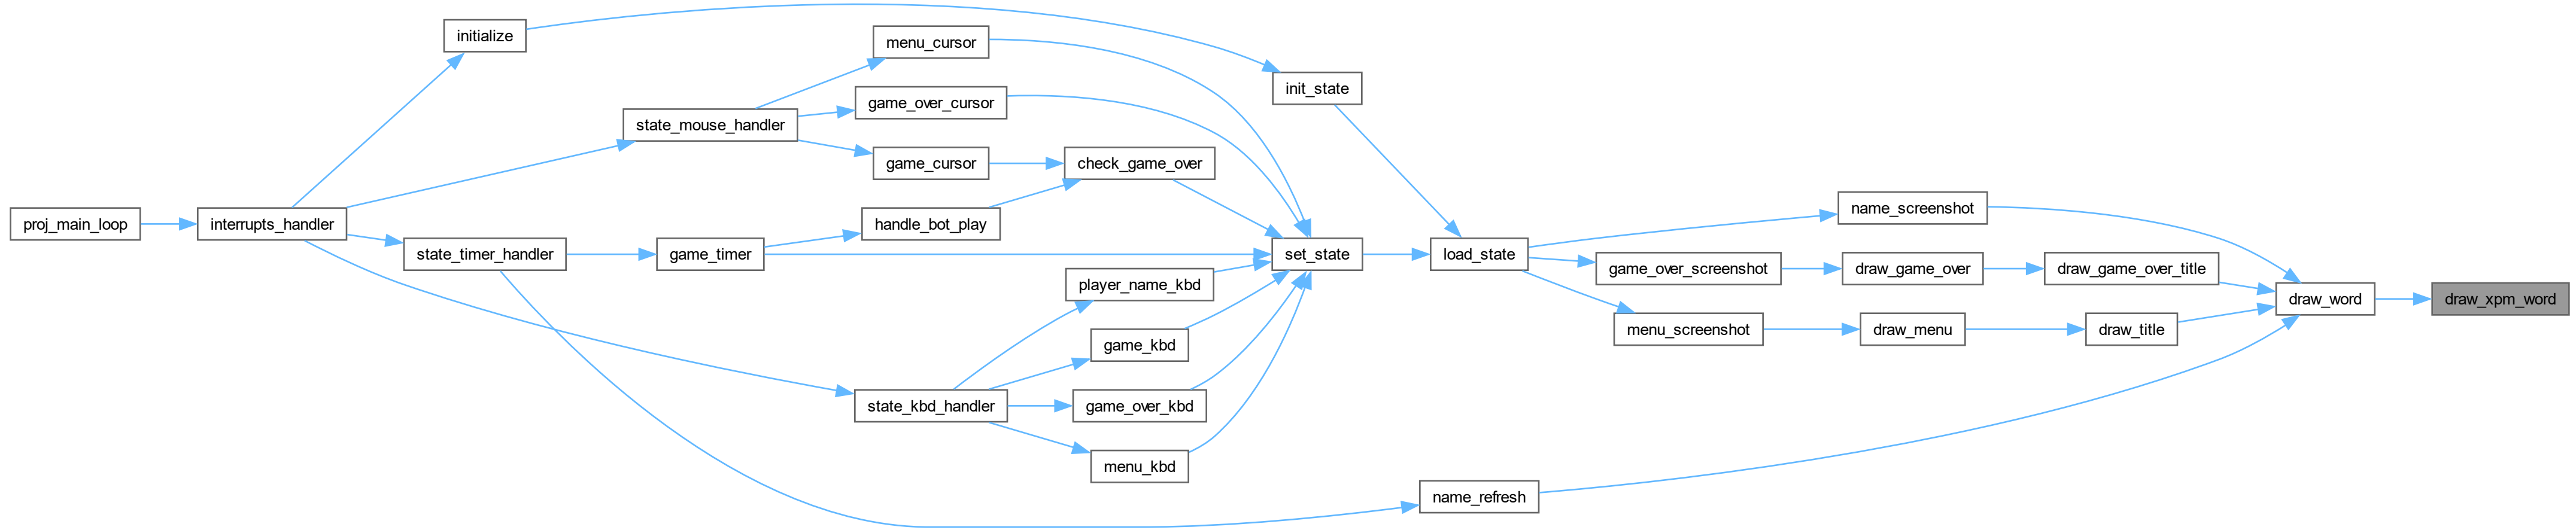 proj_main_loop
interrupts_handler
initialize
state_mouse_handler
state_timer_handler
menu_cursor
game_over_cursor
game_cursor
handle_bot_play
game_timer
state_kbd_handler
check_game_over
player_name_kbd
game_kbd
game_over_kbd
menu_kbd
init_state
set_state
load_state
name_refresh
name_screenshot
game_over_screenshot
menu_screenshot
draw_game_over
draw_menu
draw_game_over_title
draw_title
draw_word
draw_xpm_word